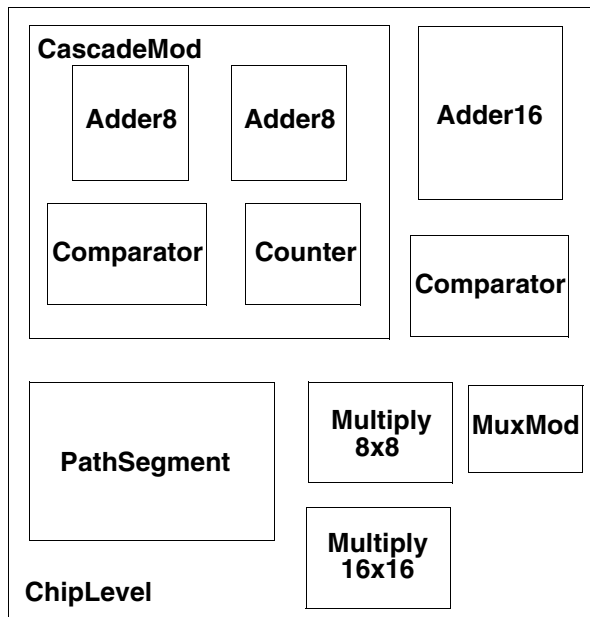 CascadeMod
Adder8
Adder8
Adder16
Comparator
Counter
Comparator
PathSegment
Multiply
8x8
MuxMod
Multiply
16x16
ChipLevel